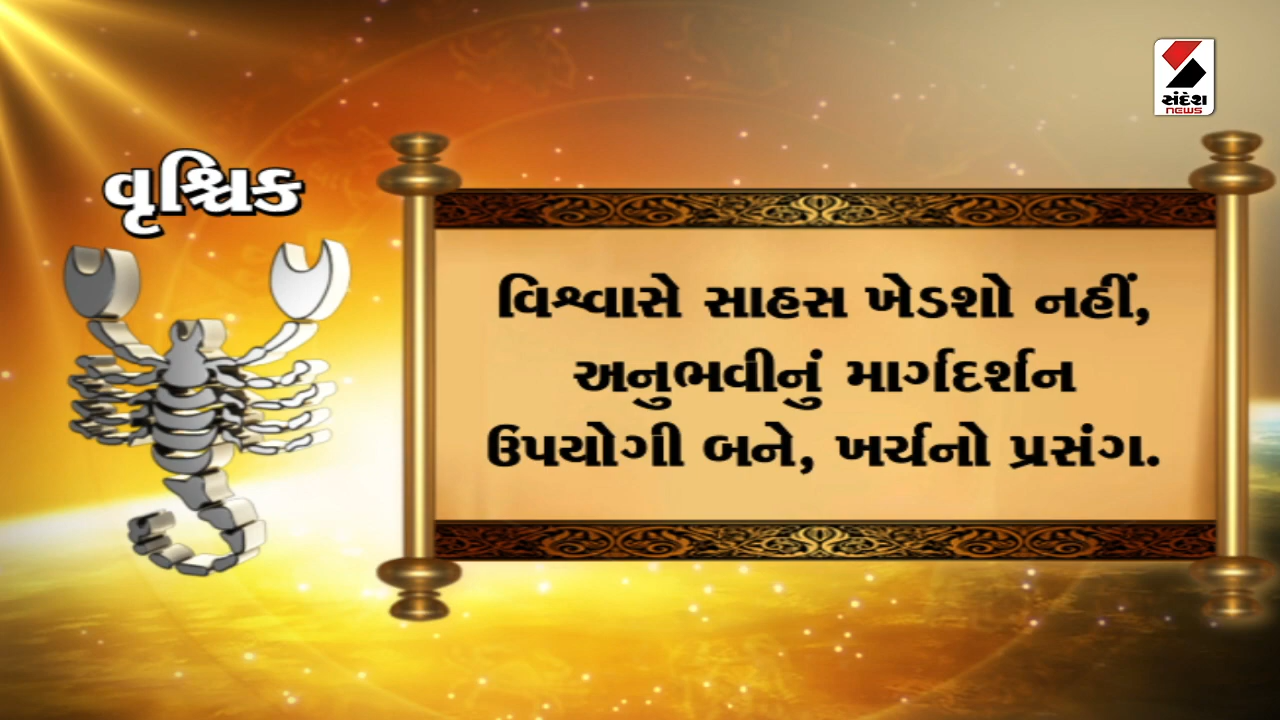 સંદેશ
NEWS
વૃશ્ચિક
વિશ્વાસે સાહસ ખેડશો નહીં,
અનુભવીનું માર્ગદર્શન
ઉપયોગી બને, ખર્ચનો પ્રસંગ.